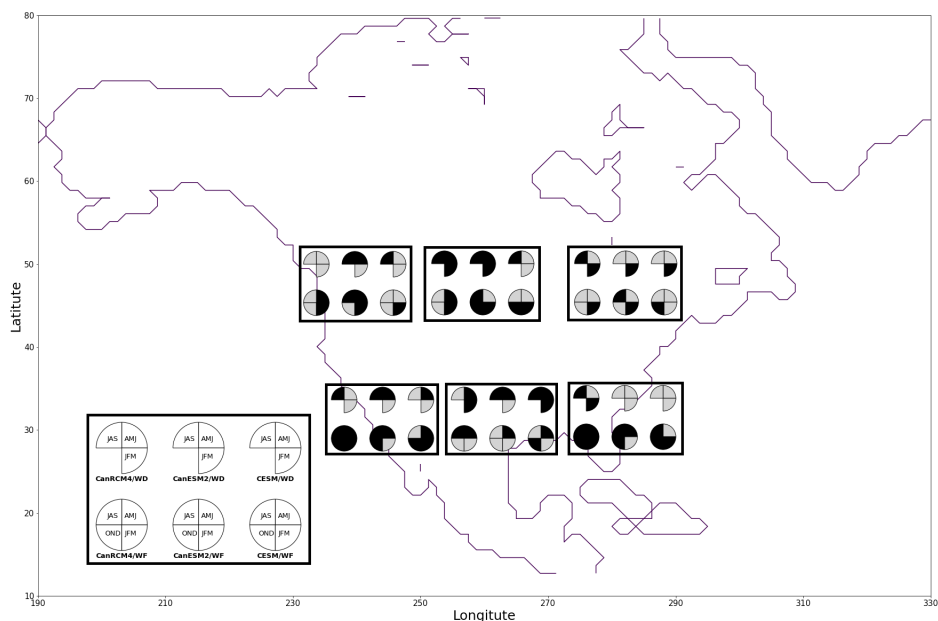 80
70
60
50
40
30
20
10
Latitute
JAS AMJ JAS AMJ JAS AMJ
JFM JFM JFM
CanRCM4/WD CanESM2/WD CESM/WD
JAS AMJ JAS AMJ JAS AMJ
OND JFM OND JFM OND JFM
CanRCM4/WF CanESM2/WF CESM/WF
190 210 230 250 270 290 310 330
Longitute